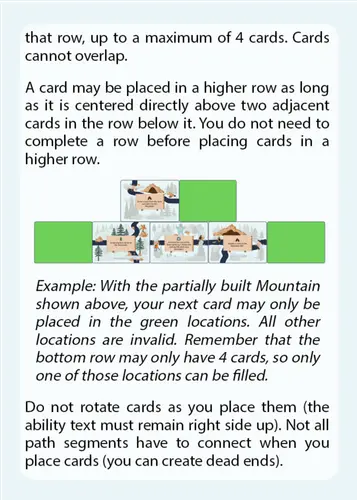 that row, up to a maximum of 4 cards. Cards
cannot overlap.
A card may be placed in a higher row as long
as it is centered directly above two adjacent
cards in the row below it. You do not need to
complete a row before placing cards in a
higher row.
Example: With the partially built Mountain
shown above, your next card may only be
placed in the green locations. All other
locations are invalid. Remember that the
bottom row may only have 4 cards, so only
one of those locations can be filled.
Do not rotate cards as you place them (the
ability text must remain right side up). Not all
path segments have to connect when you
place cards (you can create dead ends).